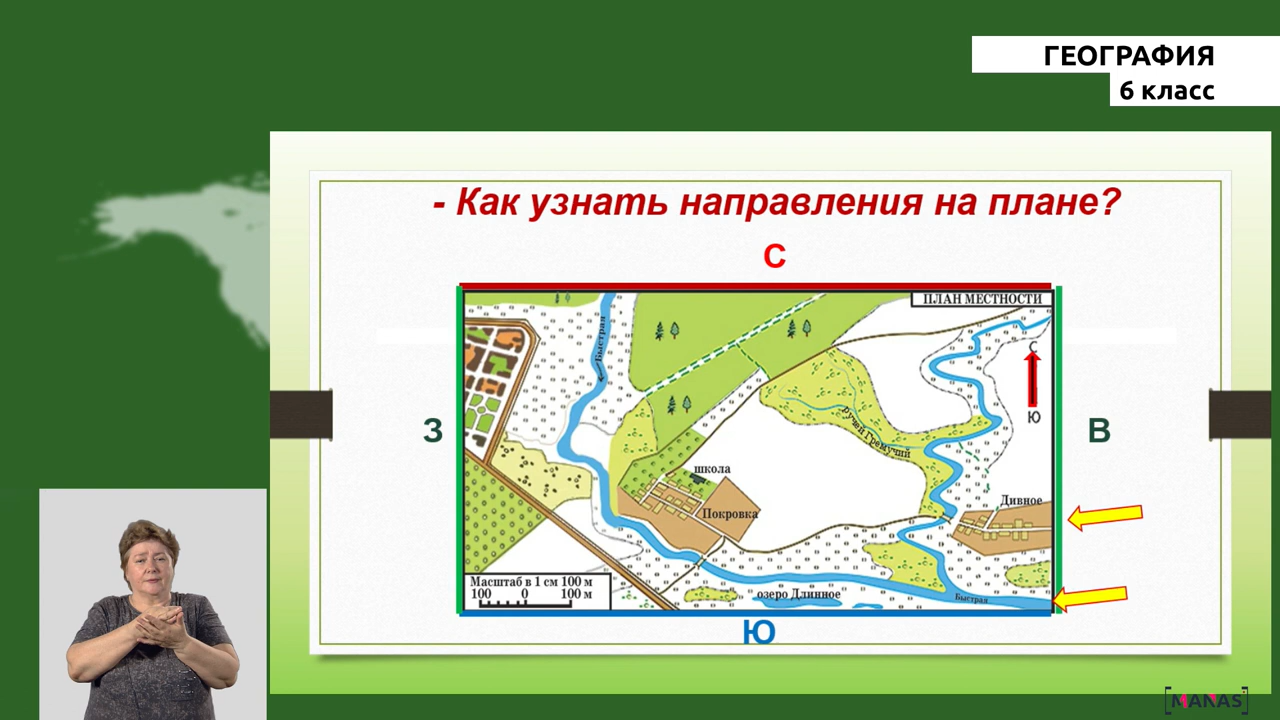 ГЕОГРАФИЯ
6 класс
- Как узнать направления на плане?
С
ПЛАН МЕСТНОСТИ
Быстрая
С
Ю
З
В
ручей Гремучий
школа
Дивное
Покровка
Масштаб в 1 см 100 м
100 0 100 м
озеро Длинное
Быстрая
Ю
[MANAS]